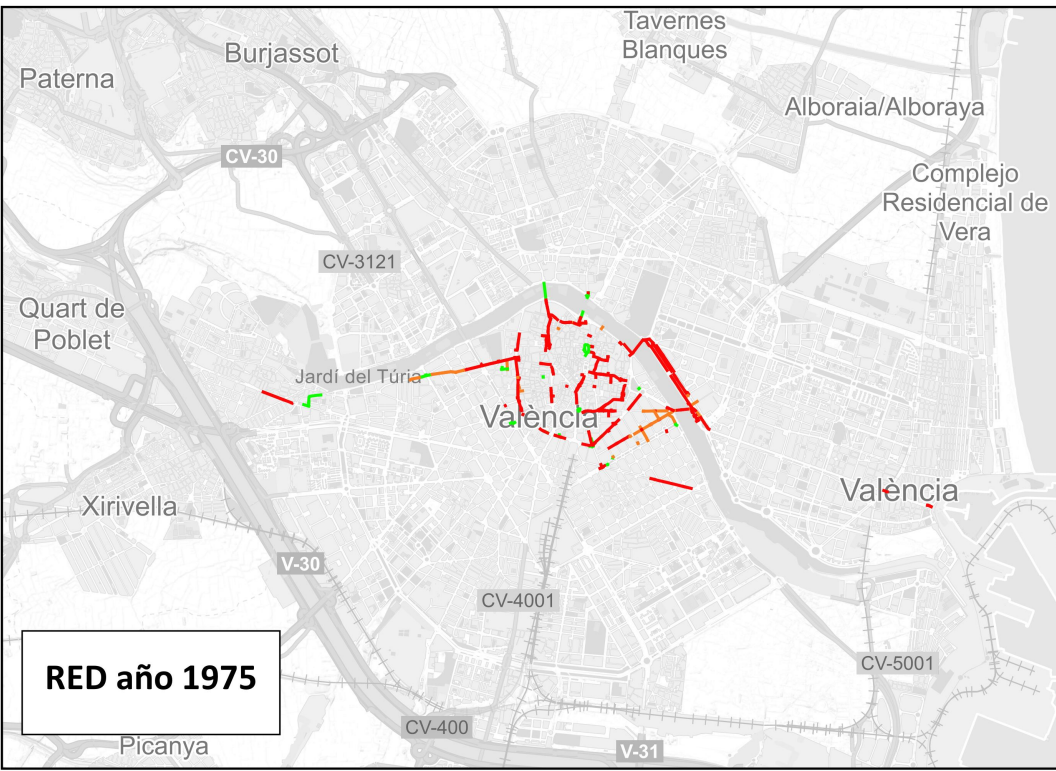 Tavernes
Blanques
Burjassot
Paterna
Alboraia/Alboraya
CV-30
Complejo
Residencial de
Vera
CV-3121
Quart de
Poblet
Jardí del Túria
València
València
Xirivella
V-30
CV-4001
CV-5001
RED año 1975
CV-400
Picanya
V-31